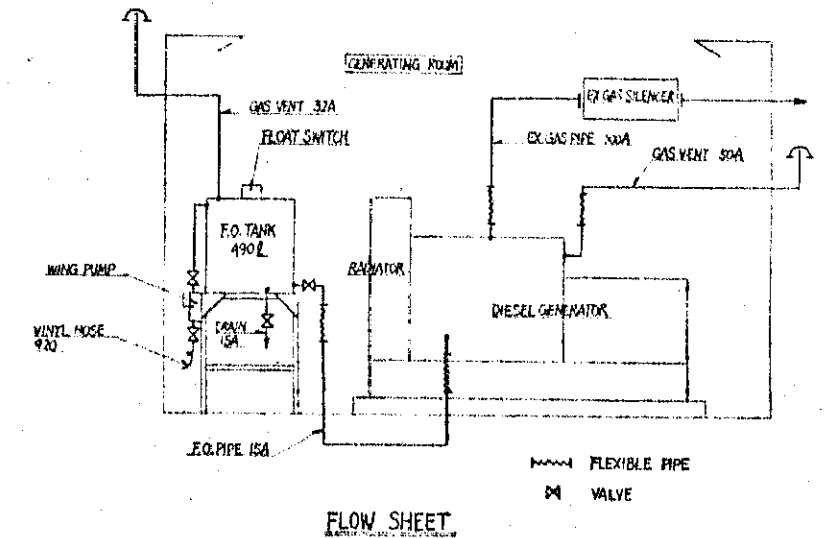 GENERATING ROOM
GAS VENT 32A
FLOAT SWITCH
EX.GAS SILENCER
EX.GAS PIPE 100A
GAS VENT 50A
F.O. TANK
490ℓ
WING PUMP
RADIATOR
DIESEL GENERATOR
DRAIN
15A
VINYL HOSE
F.O. PIPE 15A
FLEXIBLE PIPE
VALVE
FLOW SHEET